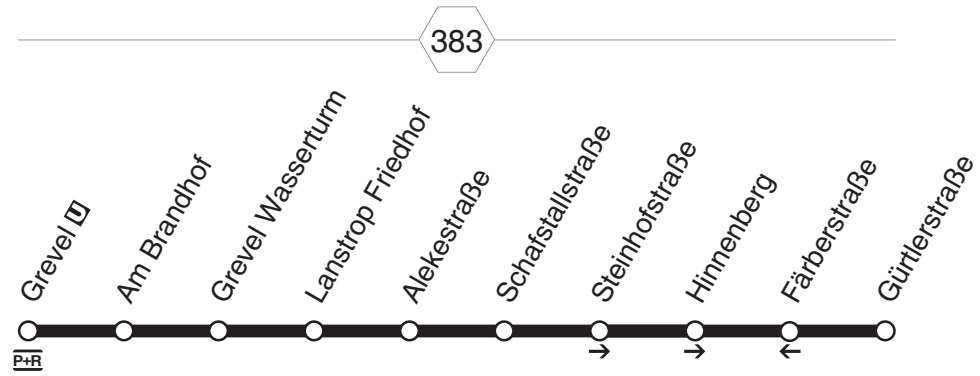 383
Grevel U
Am Brandhof
Grevel Wasserturm
Lanstrop Friedhof
Alekestraße
Schafstallstraße
Steinhofstraße
Hinnenberg
Färberstraße
Gürtlerstraße
P+R